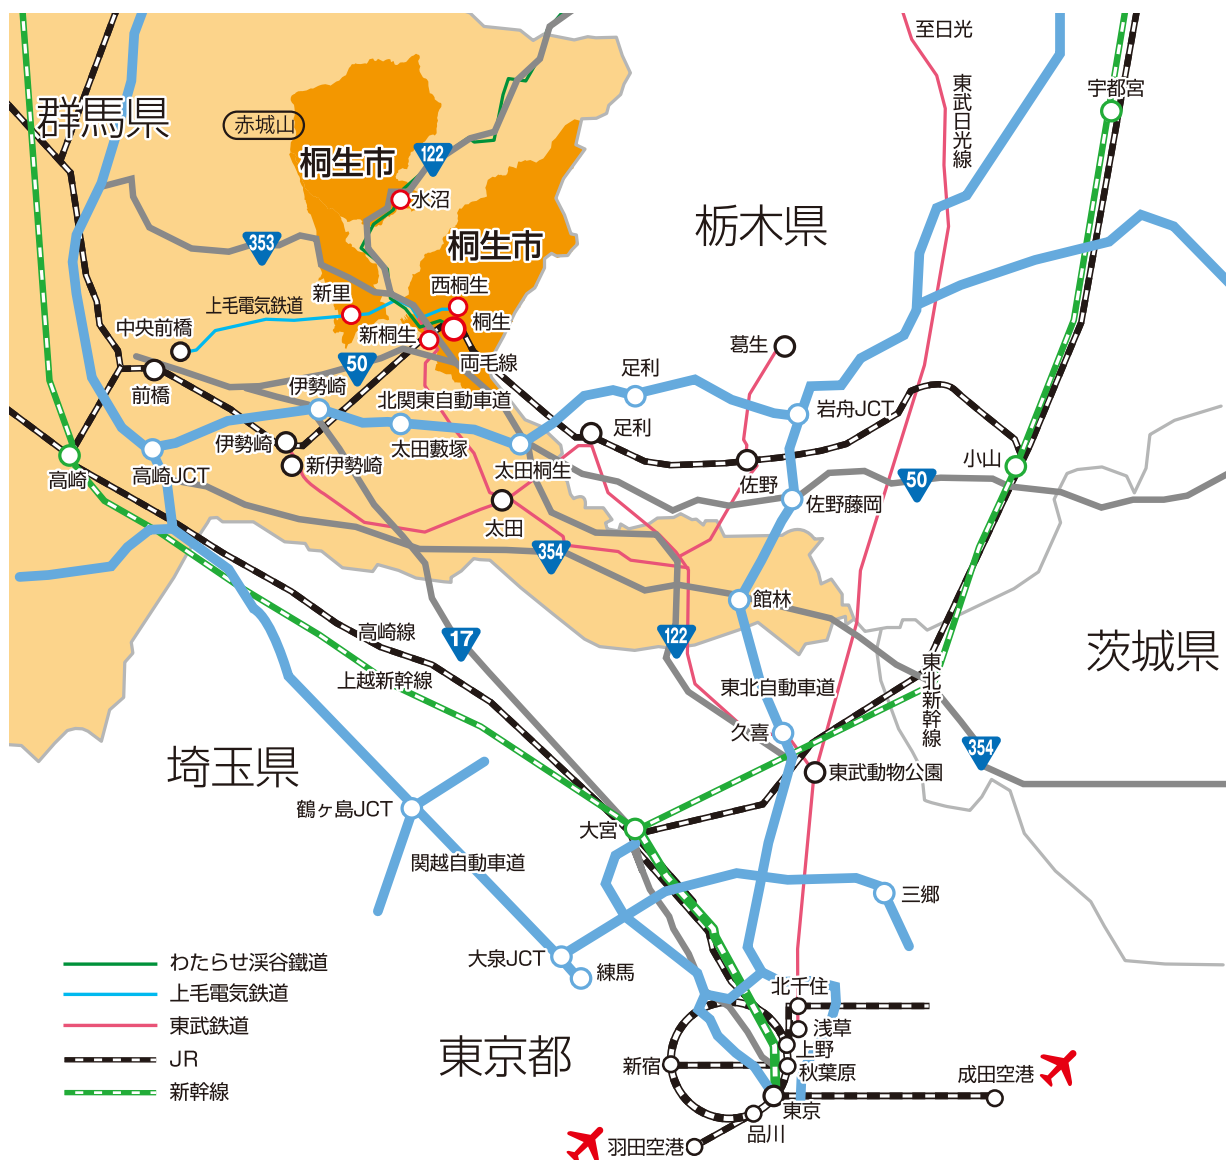 至日光
宇都宮
東武日光線
群馬県
赤城山
桐生市
122
水沼
栃木県
桐生市
353
西桐生
新里
上毛電気鉄道
桐生
中央前橋
新桐生
葛生
両毛線
50
足利
前橋
伊勢崎
北関東自動車道
岩舟JCT
足利
伊勢崎
太田藪塚
小山
新伊勢崎
太田桐生
高崎
高崎JCT
佐野
50
佐野藤岡
太田
354
館林
高崎線
17
122
茨城県
上越新幹線
東北自動車道
東北新幹線
久喜
354
埼玉県
東武動物公園
鶴ヶ島JCT
大宮
関越自動車道
三郷
大泉JCT
練馬
わたらせ渓谷鐵道
上毛電気鉄道
東武鉄道
JR
新幹線
北千住
浅草
東京都
上野
新宿
秋葉原
成田空港
東京
品川
羽田空港